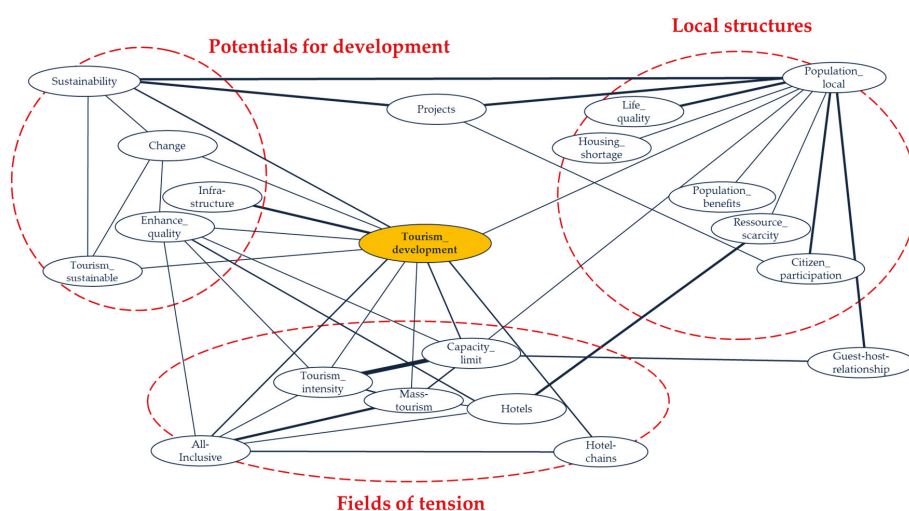 Local structures
Potentials for development
Sustainability
Population_
local
Projects
Life_
quality
Housing_
shortage
Change
Infra-
structure
Population_
benefits
Enhance_
quality
Ressource_
scarcity
Tourism_
development
Tourism_
sustainable
Citizen_
participation
Capacity_
limit
Guest-host-
relationship
Tourism_
intensity
Mass-
tourism
Hotels
All-
Inclusive
Hotel-
chains
Fields of tension